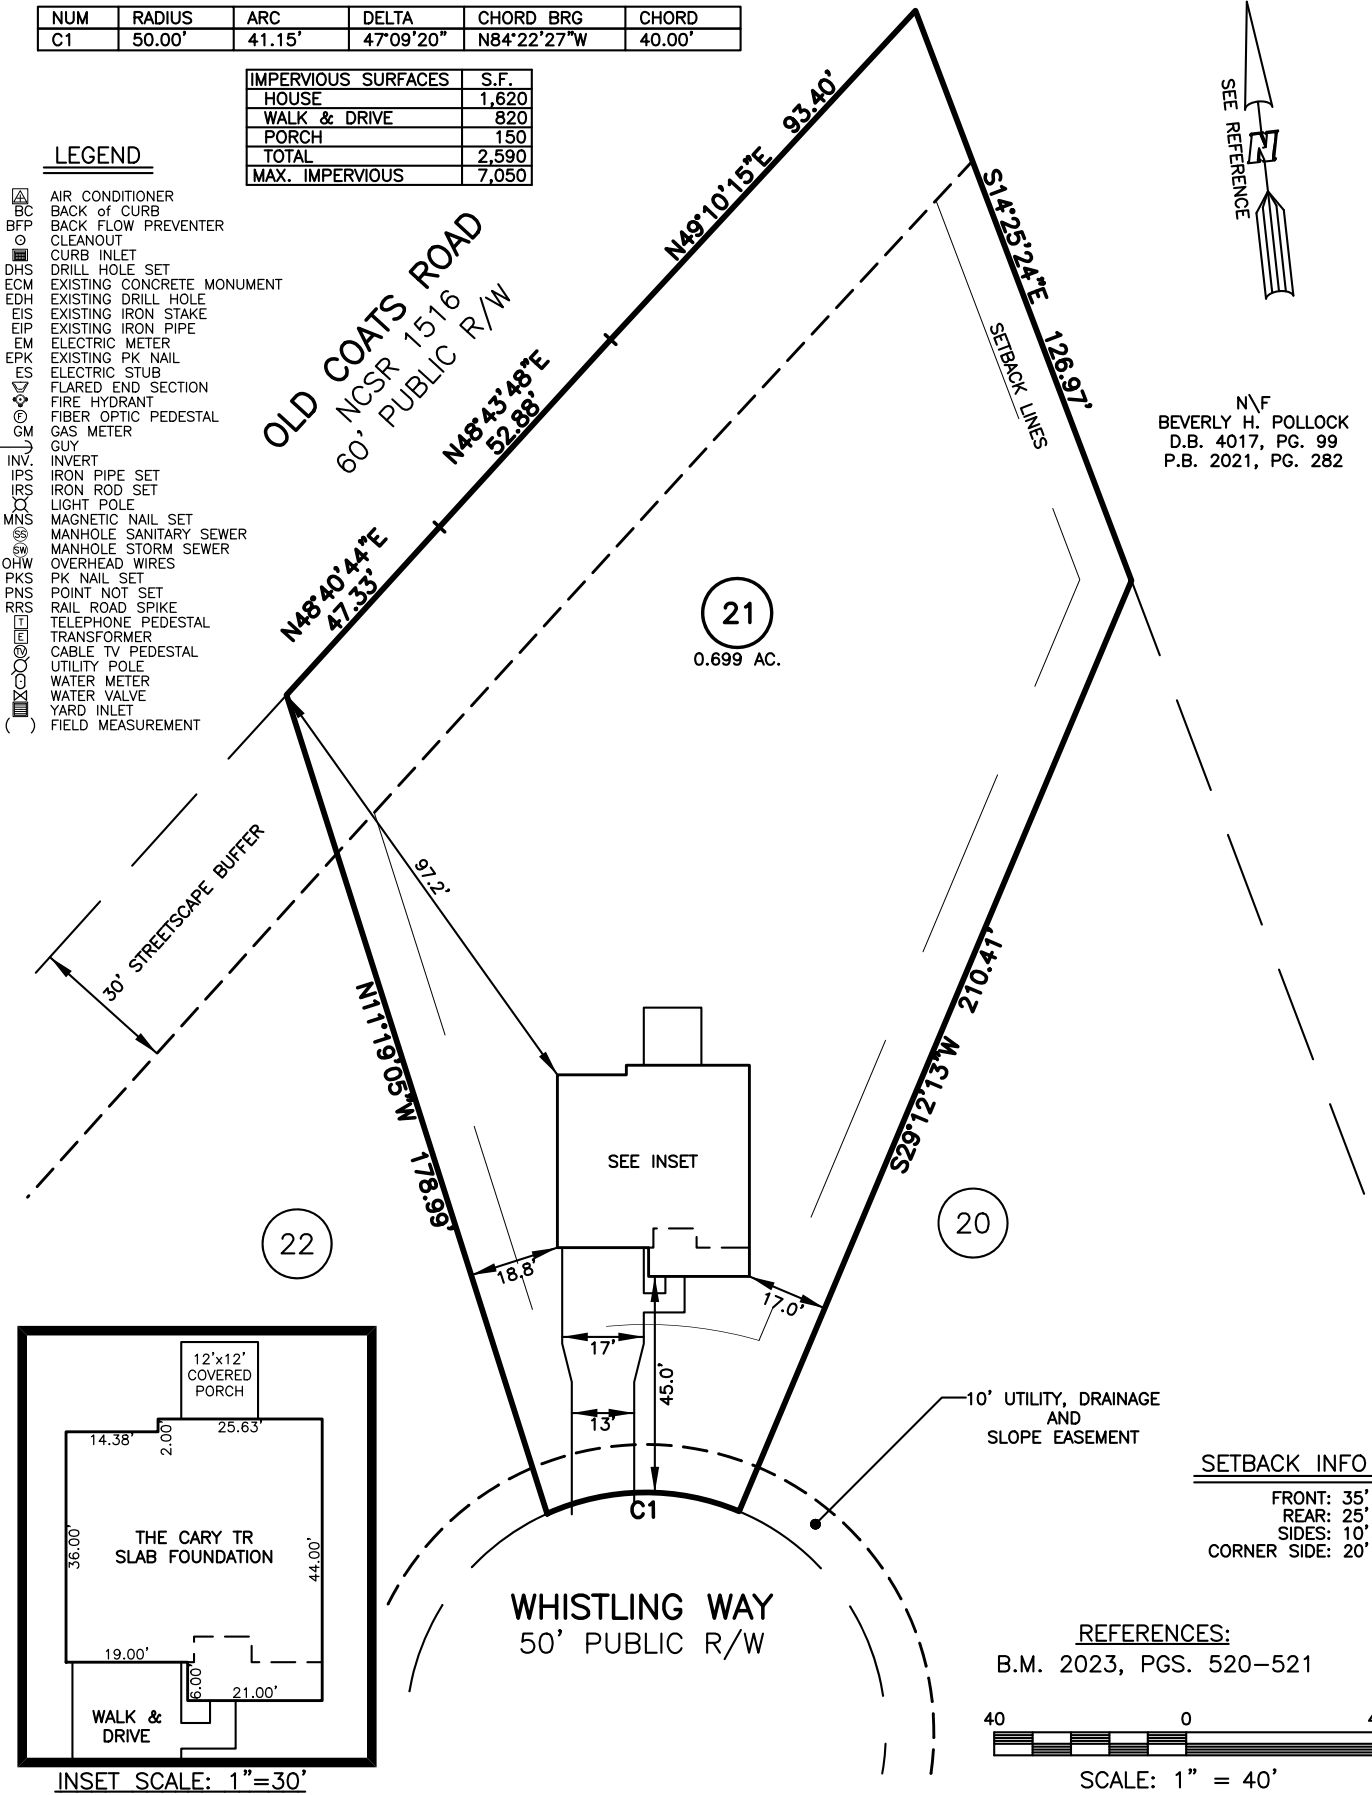 NUM RADIUS ARC DELTA CHORD BRG CHORD
C1 50.00' 41.15' 47°09'20" N84°22'27"W 40.00'
IMPERVIOUS SURFACES S.F.
HOUSE 1,620
WALK & DRIVE 820
PORCH 150
TOTAL 2,590
MAX. IMPERVIOUS 7,050
LEGEND
AIR CONDITIONER
BC BACK of CURB
BFP BACK FLOW PREVENTER
CLEANOUT
CURB INLET
DHS DRILL HOLE SET
ECM EXISTING CONCRETE MONUMENT
EDH EXISTING DRILL HOLE
EIS EXISTING IRON STAKE
EIP EXISTING IRON PIPE
EM ELECTRIC METER
EPK EXISTING PK NAIL
ES ELECTRIC STUB
FLARED END SECTION
FIRE HYDRANT
F FIBER OPTIC PEDESTAL
GM GAS METER
GUY
INV. INVERT
IPS IRON PIPE SET
IRS IRON ROD SET
LIGHT POLE
MNS MAGNETIC NAIL SET
SS MANHOLE SANITARY SEWER
SW MANHOLE STORM SEWER
OHW OVERHEAD WIRES
PKS PK NAIL SET
PNS POINT NOT SET
RRS RAIL ROAD SPIKE
T TELEPHONE PEDESTAL
E TRANSFORMER
TV CABLE TV PEDESTAL
UTILITY POLE
WATER METER
WATER VALVE
YARD INLET
( ) FIELD MEASUREMENT
OLD COATS ROAD
NCSR 1516
60' PUBLIC R/W
N49°10'15"E 93.40'
N48°43'48"E
52.88'
N48°40'44"E
47.33'
S14°25'24"E 126.97'
SETBACK LINES
SEE REFERENCE
N
N\F
BEVERLY H. POLLOCK
D.B. 4017, PG. 99
P.B. 2021, PG. 282
21
0.699 AC.
30' STREETSCAPE BUFFER
97.2'
N11°19'05"W 178.99'
S29°12'13"W 210.41'
SEE INSET
22
20
18.8'
17.0'
17'
45.0'
13'
C1
10' UTILITY, DRAINAGE
AND
SLOPE EASEMENT
WHISTLING WAY
50' PUBLIC R/W
12'x12'
COVERED
PORCH
14.38'
2.00'
25.63'
36.00'
THE CARY TR
SLAB FOUNDATION
44.00'
19.00'
6.00'
21.00'
WALK &
DRIVE
INSET SCALE: 1"=30'
SETBACK INFO
FRONT: 35'
REAR: 25'
SIDES: 10'
CORNER SIDE: 20'
REFERENCES:
B.M. 2023, PGS. 520-521
40 0
SCALE: 1" = 40'